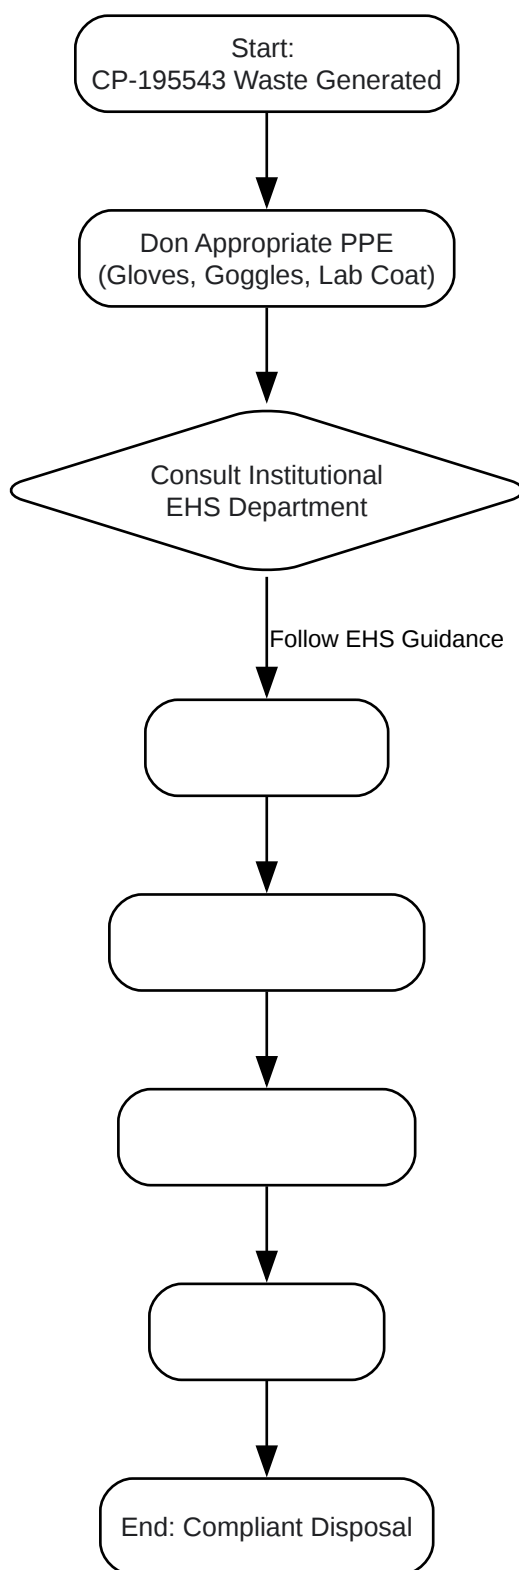 Start:
CP-195543 Waste Generated
Don Appropriate PPE
(Gloves, Goggles, Lab Coat)
Consult Institutional
EHS Department
Follow EHS Guidance
End: Compliant Disposal